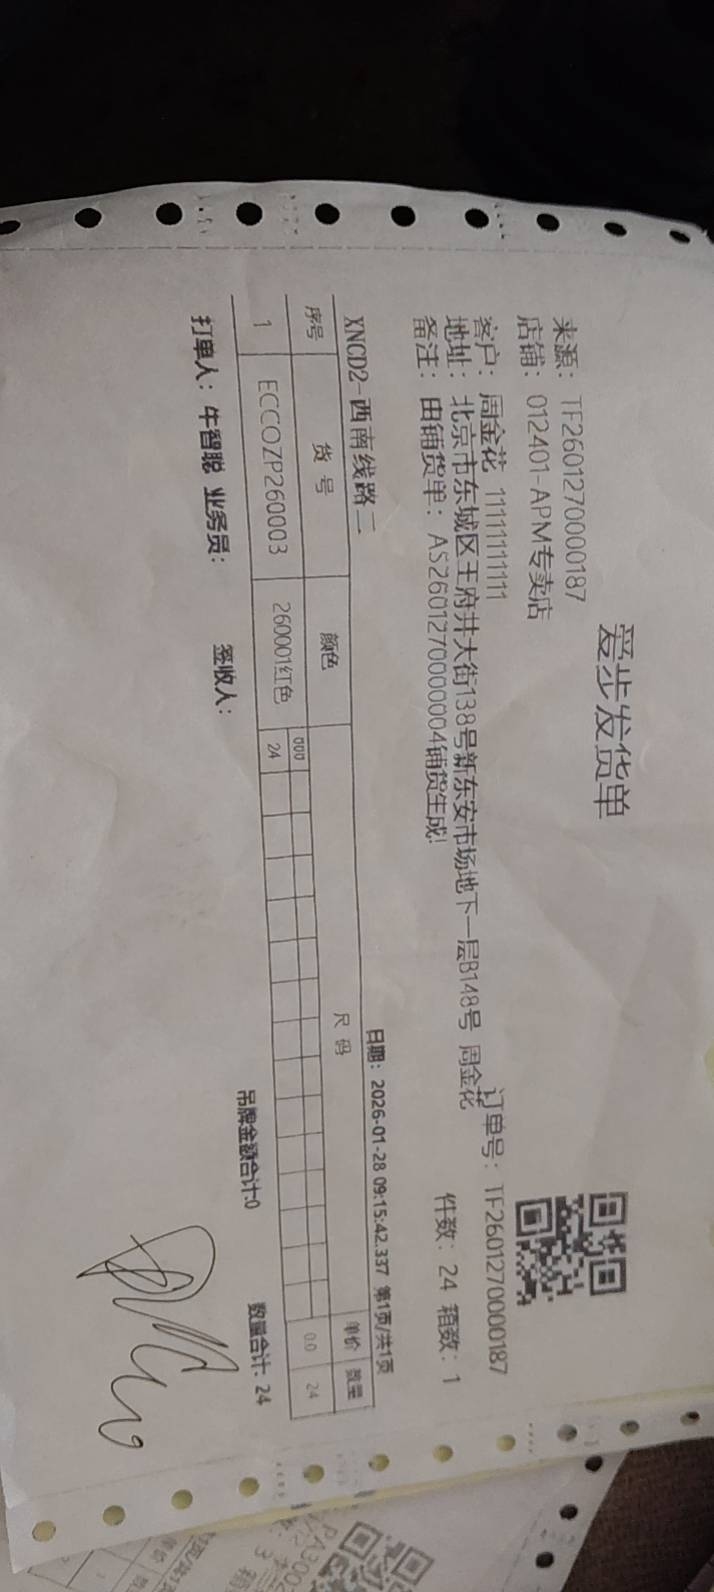 爱步发货单
来源：TF2601270000187
店铺：012401-APM专卖店
客户：周金花 11111111111 订单号：TF2601270000187
地址：北京市东城区王府井大街138号新东安市场地下一层B148号 周金花
备注：由铺货单：AS2601270000004铺货生成! 件数：24 箱数：1
XNCD2-西南线路二 日期：2026-01-28 09:15:42.337 第1页/共1页
序号 货号 颜色 尺码 单价 数量
000
1 ECCOZP260003 260001红色 24 0.0 24
打单人：牛智聪 业务员： 签收人： 吊牌金额合计:0 数量合计: 24